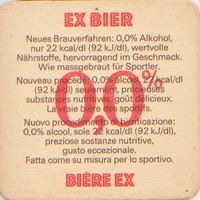 EX BIER
Neues Brauverfahren: 0,0% Alkohol,
nur 22 kcal/dl (92 kJ/dl), wertvolle
Nährstoffe, hervorragend im Geschmack.
Wie massgebraut für Sportler.
Nouveau procédé 0,0% alcool, kcal/dl
(92 kJ/dl) seulement, précieuses
substances nutritives, goût délicieux.
La vraie bière des sportifs.
0,0%
Nuovo procedimento di fabbricazione:
0,0% alcool, sole 22 kcal/dl (92 kJ/dl),
preziose sostanze nutritive,
gusto eccezionale.
Fatta come su misura per lo sportivo.
BIÈRE EX